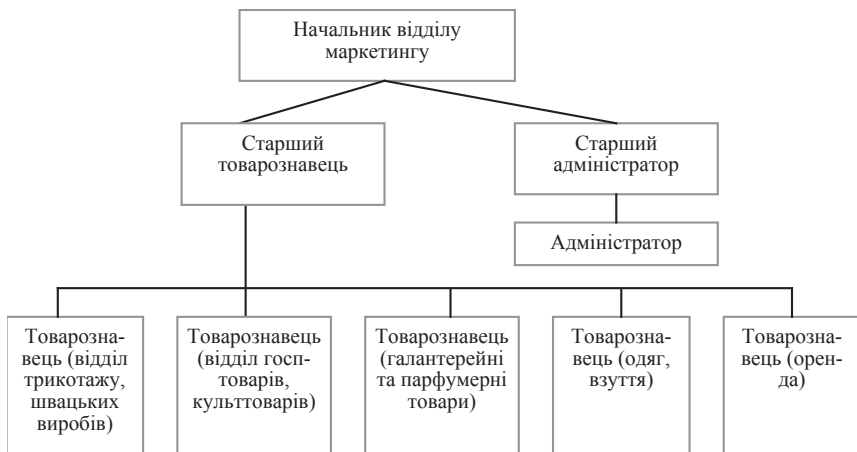 Начальник відділу
маркетингу
Старший
товарознавець
Старший
адміністратор
Адміністратор
Товарозна-
вець (відділ
трикотажу,
швацьких
виробів)
Товарознавець
(відділ госп-
товарів,
культтоварів)
Товарознавець
(галантерейні
та парфумерні
товари)
Товарозна-
вець (одяг,
взуття)
Товарозна-
вець (орен-
да)